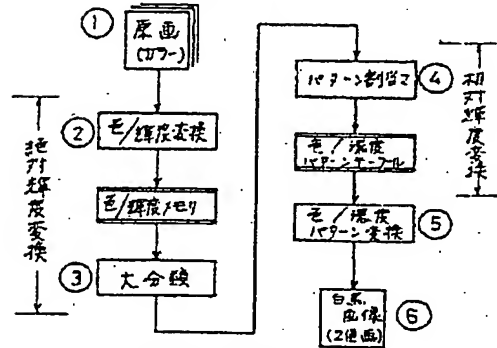 ①
原画
(カラー)
絶対輝度変換
②
色/輝度変換
色/輝度メモリ
③
大分類
パターン割当て
④
相対輝度変換
色/濃度
パターンテーブル
色/濃度
パターン変換
⑤
白黒
画像
(2値画)
⑥